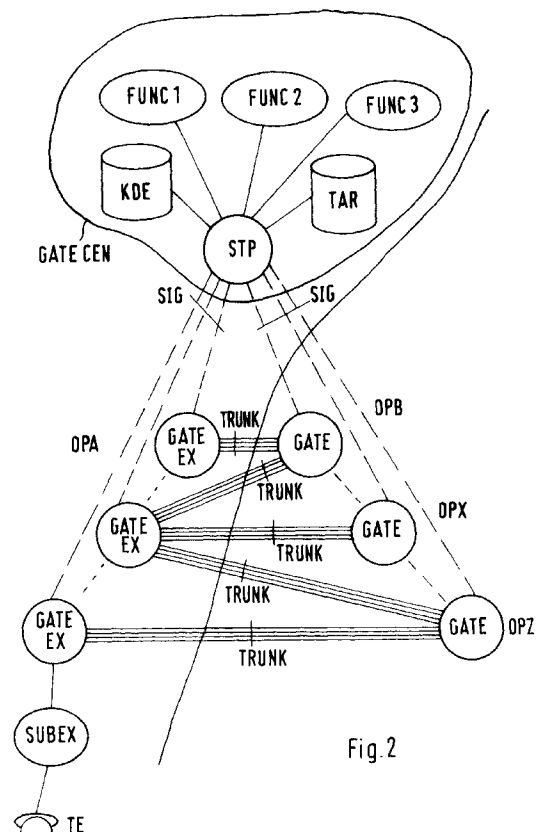 FUNC 1
FUNC 2
FUNC 3
KDE
TAR
STP
GATE CEN
SIG
SIG
OPA
OPB
OPX
GATE
EX
TRUNK
GATE
TRUNK
GATE
EX
TRUNK
GATE
TRUNK
GATE
EX
TRUNK
GATE
OPZ
SUBEX
TE
Fig. 2